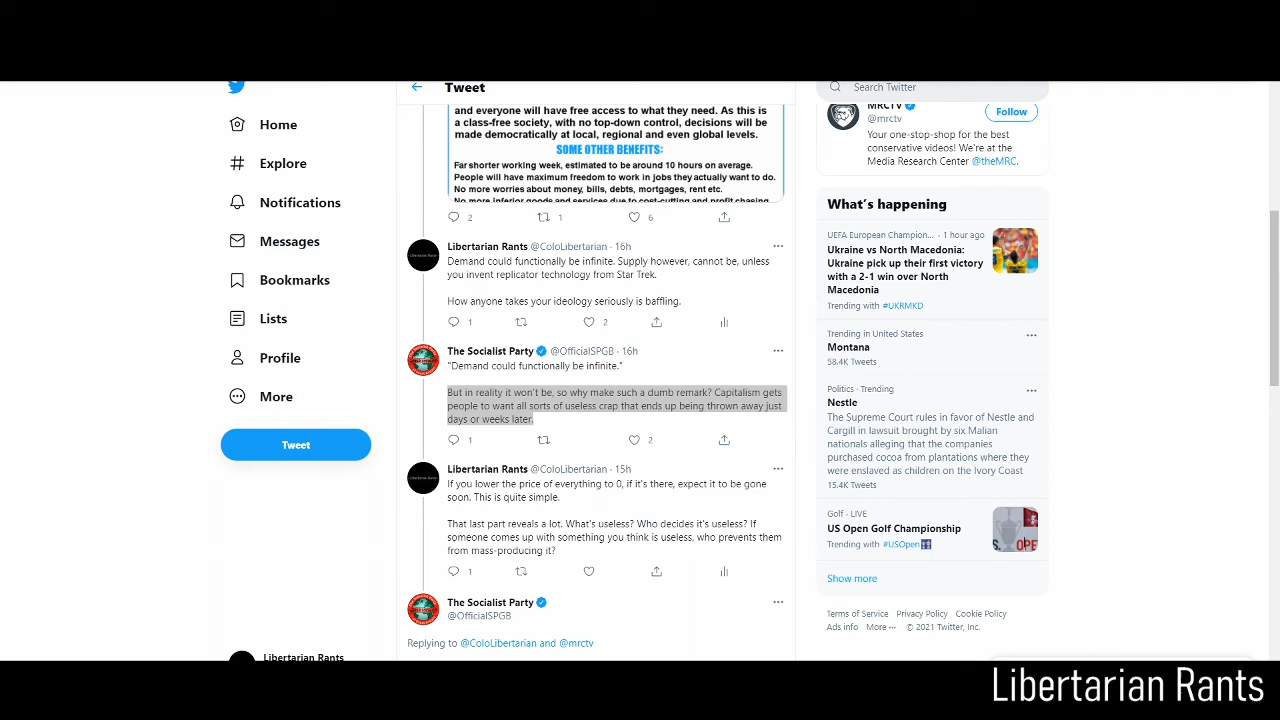 Tweet
Search Twitter
Home
Explore
Notifications
Messages
Bookmarks
Lists
Profile
More
Tweet
Libertarian Rants
and everyone will have free access to what they need. As this is
a class-free society, with no top-down control, decisions will be
made democratically at local, regional and even global levels.
SOME OTHER BENEFITS:
Far shorter working week, estimated to be around 10 hours on average.
People will have maximum freedom to work in jobs they actually want to do.
No more worries about money, bills, debts, mortgages, rent etc.
No more inferior goods and services due to cost-cutting and profit chasing
2 1 6
Libertarian Rants @ColoLibertarian · 16h
Demand could functionally be infinite. Supply however, cannot be, unless
you invent replicator technology from Star Trek.
How anyone takes your ideology seriously is baffling.
1 2
The Socialist Party @OfficialSPGB · 16h
"Demand could functionally be infinite."
But in reality it won't be, so why make such a dumb remark? Capitalism gets
people to want all sorts of useless crap that ends up being thrown away just
days or weeks later.
1 2
Libertarian Rants @ColoLibertarian · 15h
If you lower the price of everything to 0, if it's there, expect it to be gone
soon. This is quite simple.
That last part reveals a lot. What's useless? Who decides it's useless? If
someone comes up with something you think is useless, who prevents them
from mass-producing it?
1
The Socialist Party
@OfficialSPGB
Replying to @ColoLibertarian and @mrctv
MRCTV
@mrctv
Follow
Your one-stop-shop for the best
conservative videos! We're at the
Media Research Center @theMRC.
What's happening
UEFA European Champion... · 1 hour ago
Ukraine vs North Macedonia:
Ukraine pick up their first victory
with a 2-1 win over North
Macedonia
Trending with #UKRMKD
Trending in United States
Montana
58.4K Tweets
Politics · Trending
Nestle
The Supreme Court rules in favor of Nestle and
Cargill in lawsuit brought by six Malian
nationals alleging that the companies
purchased cocoa from plantations where they
were enslaved as children on the Ivory Coast
15.4K Tweets
Golf · LIVE
US Open Golf Championship
Trending with #USOpen
Show more
Terms of Service Privacy Policy Cookie Policy
Ads info More ··· © 2021 Twitter, Inc.
Libertarian Rants